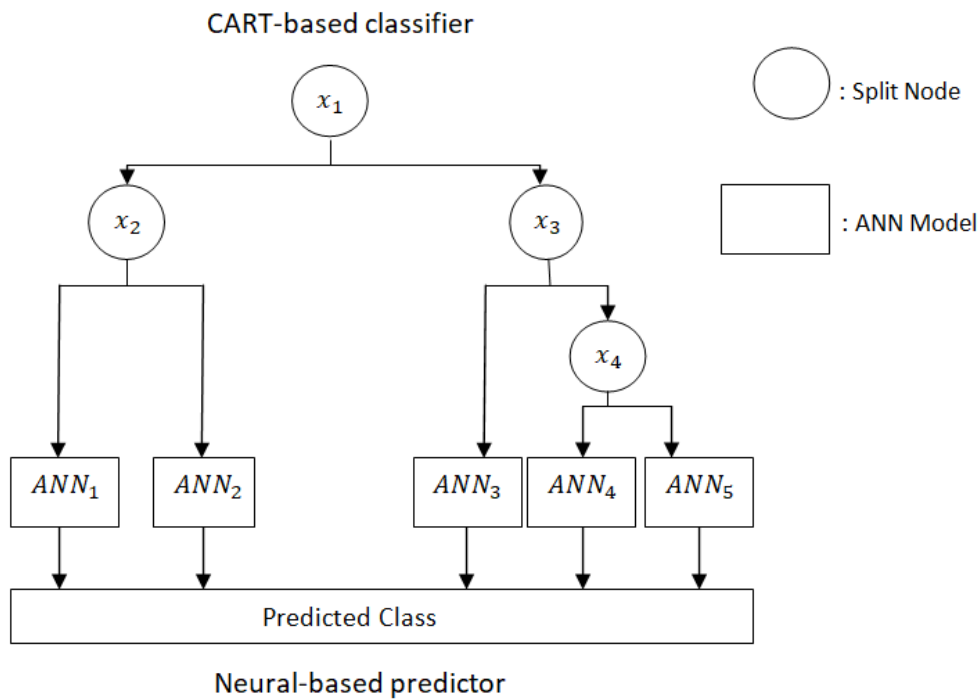 CART-based classifier
x₁
: Split Node
x₂
x₃
: ANN Model
x₄
ANN₁
ANN₂
ANN₃
ANN₄
ANN₅
Predicted Class
Neural-based predictor